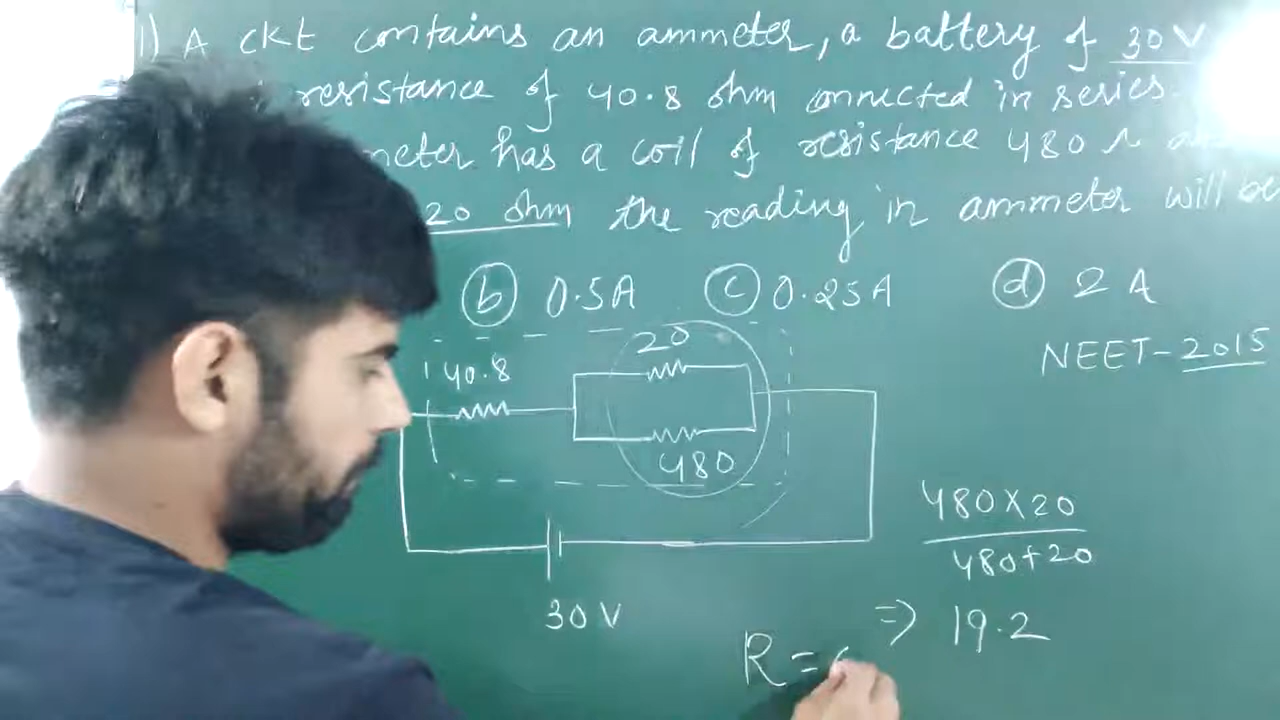 1) A ckt contains an ammeter, a battery of 30 V
resistance of 40.8 ohm connected in series.
meter has a coil of resistance 480 Ω
20 ohm the reading in ammeter will be
(b) 0.5A (c) 0.25A (d) 2 A
NEET-2015
20
40.8
480
480×20
480+20
30 V
⇒ 19.2
R =